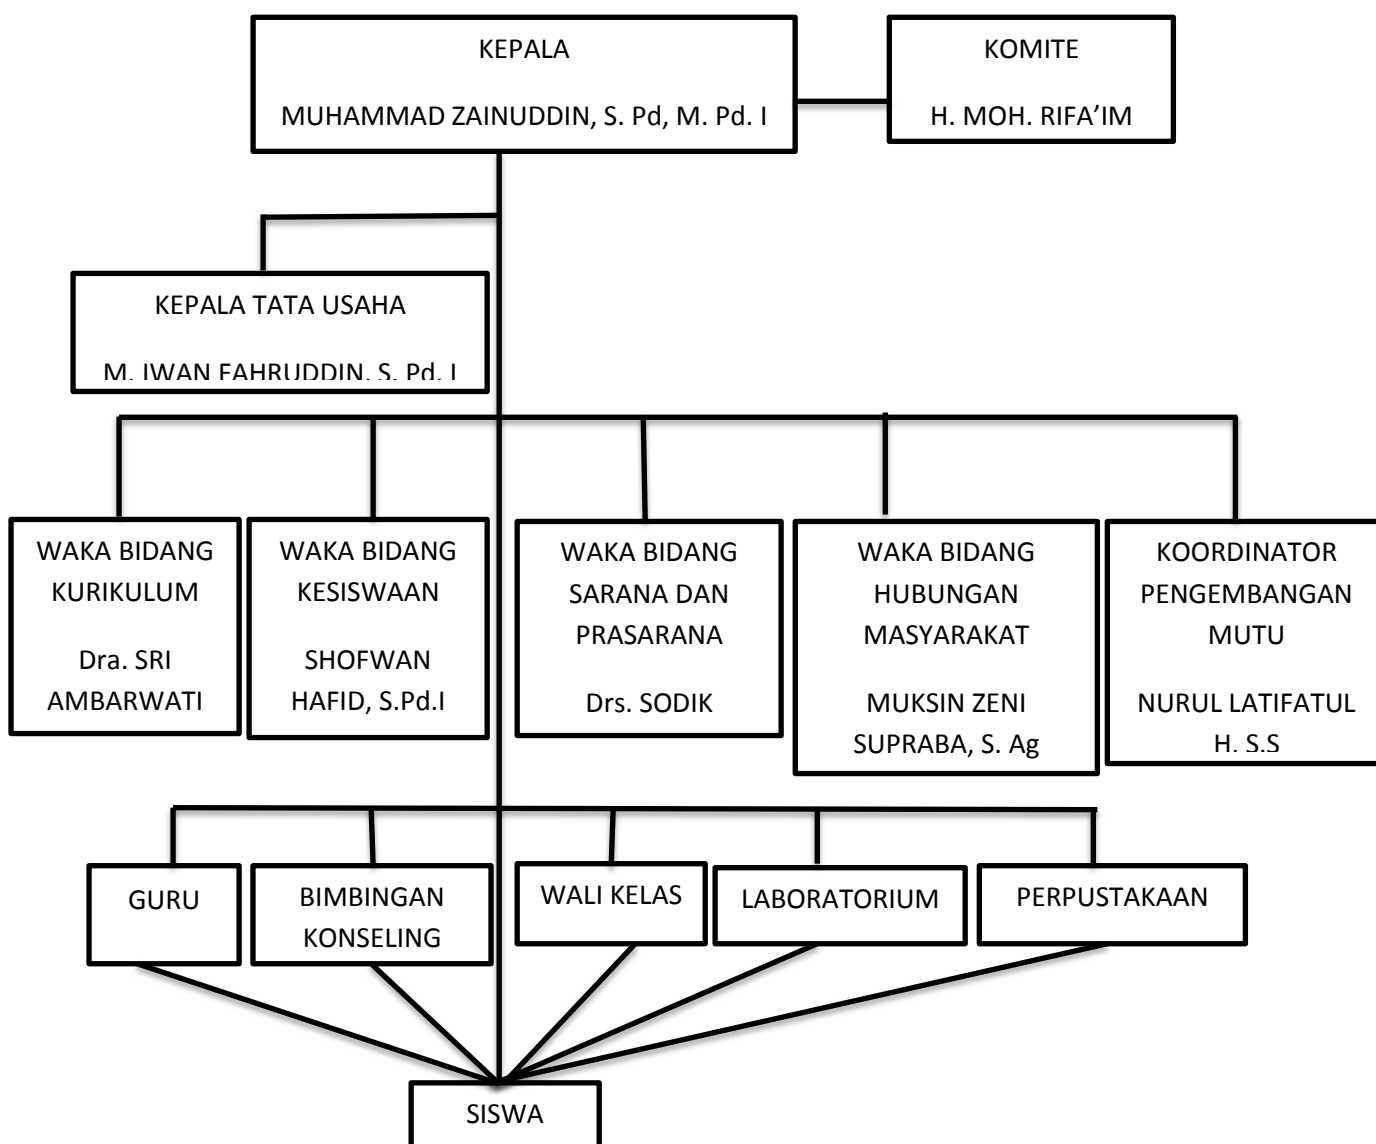 KEPALA
MUHAMMAD ZAINUDDIN, S. Pd, M. Pd. I
KOMITE
H. MOH. RIFA’IM
KEPALA TATA USAHA
M. IWAN FAHRUDDIN, S. Pd. I
WAKA BIDANG
KURIKULUM
Dra. SRI
AMBARWATI
WAKA BIDANG
KESISWAAN
SHOFWAN
HAFID, S.Pd.I
WAKA BIDANG
SARANA DAN
PRASARANA
Drs. SODIK
WAKA BIDANG
HUBUNGAN
MASYARAKAT
MUKSIN ZENI
SUPRABA, S. Ag
KOORDINATOR
PENGEMBANGAN
MUTU
NURUL LATIFATUL
H. S.S
GURU
BIMBINGAN
KONSELING
WALI KELAS
LABORATORIUM
PERPUSTAKAAN
SISWA